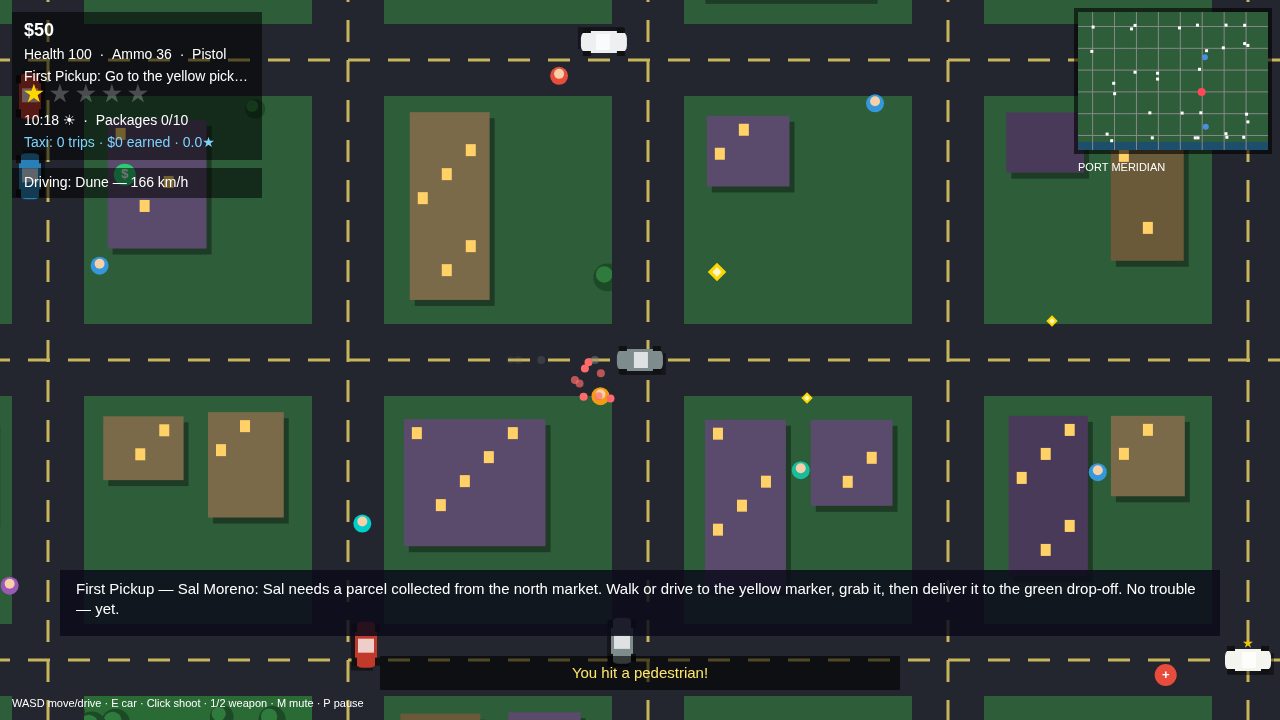 $50
Health 100 · Ammo 36 · Pistol
First Pickup: Go to the yellow pick…
10:18 ☀ · Packages 0/10
Taxi: 0 trips · $0 earned · 0.0★
$
Driving: Dune — 166 km/h
PORT MERIDIAN
First Pickup — Sal Moreno: Sal needs a parcel collected from the north market. Walk or drive to the yellow marker, grab it, then deliver it to the green drop-off. No trouble
— yet.
You hit a pedestrian!
WASD move/drive · E car · Click shoot · 1/2 weapon · M mute · P pause